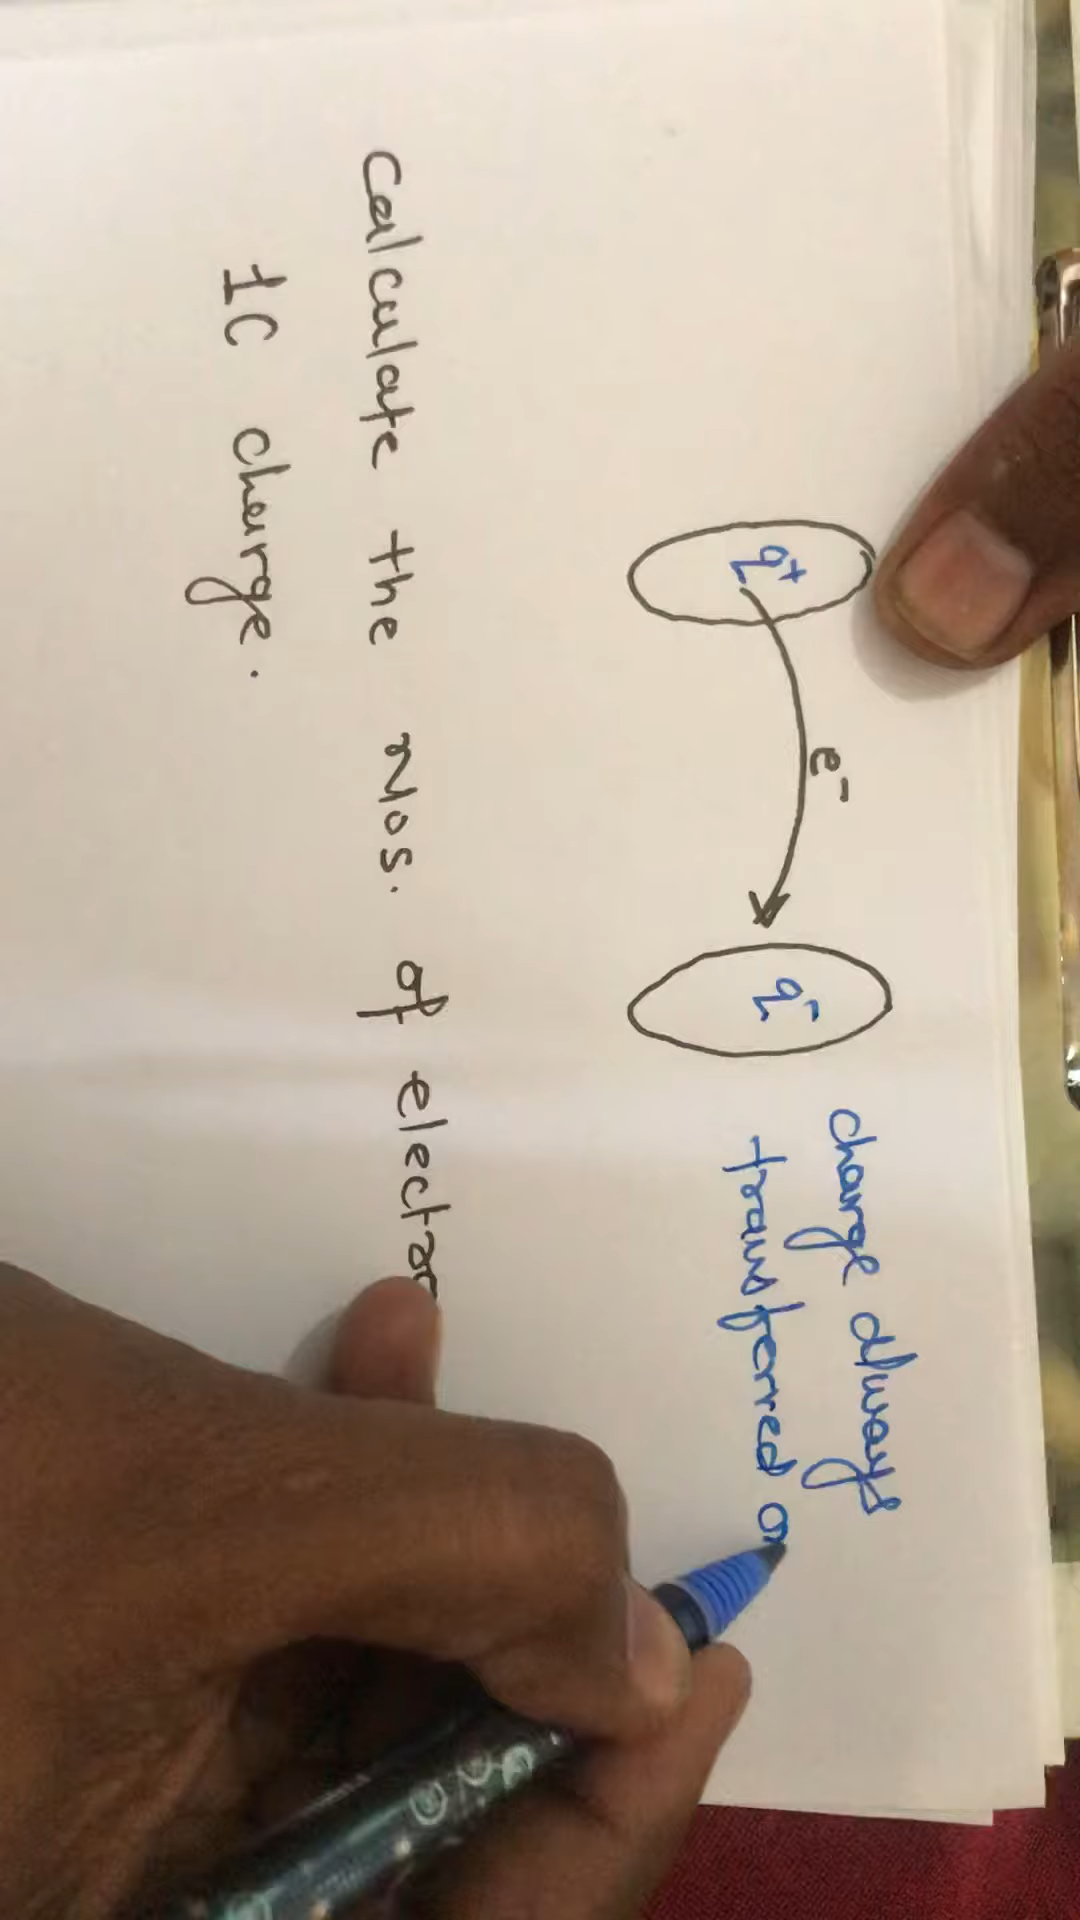 q+
e-
q-
charge always
transferred
Calculate the Nos. of
1C charge.